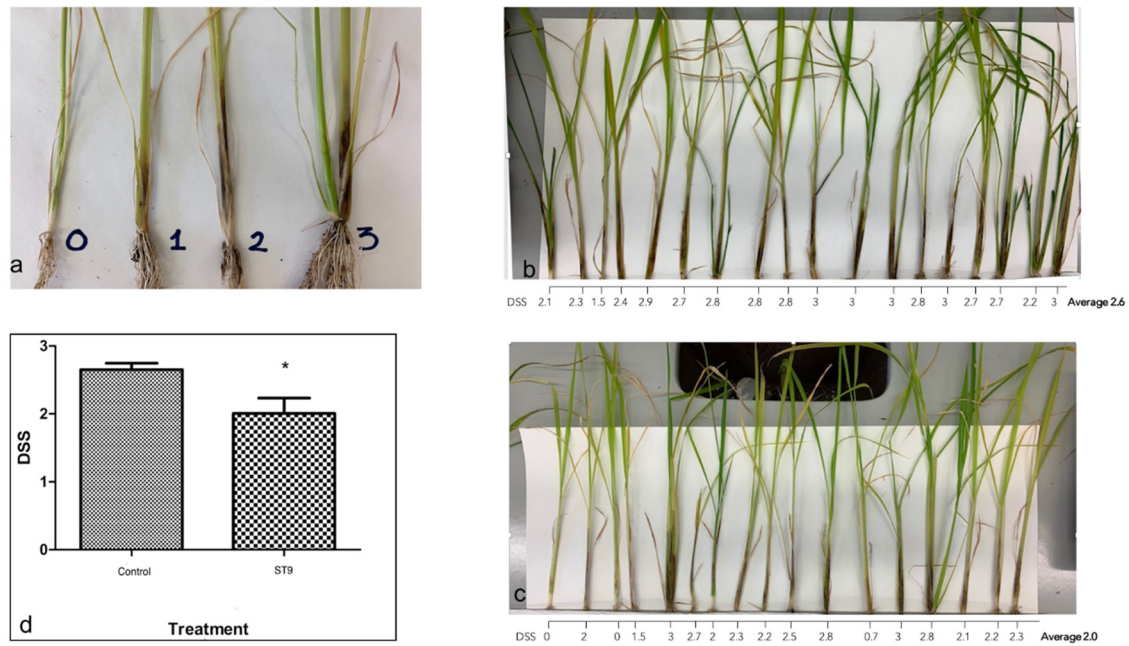 0 1 2 3
a
b
DSS 2.1 2.3 1.5 2.4 2.9 2.7 2.8 2.8 2.8 3 3 3 2.8 3 2.7 2.7 2.2 3 Average 2.6
3
2
1
0
DSS
*
Control ST9
Treatment
d
c
DSS 0 2 0 1.5 3 2.7 2 2.3 2.2 2.5 2.8 0.7 3 2.8 2.1 2.2 2.3 Average 2.0